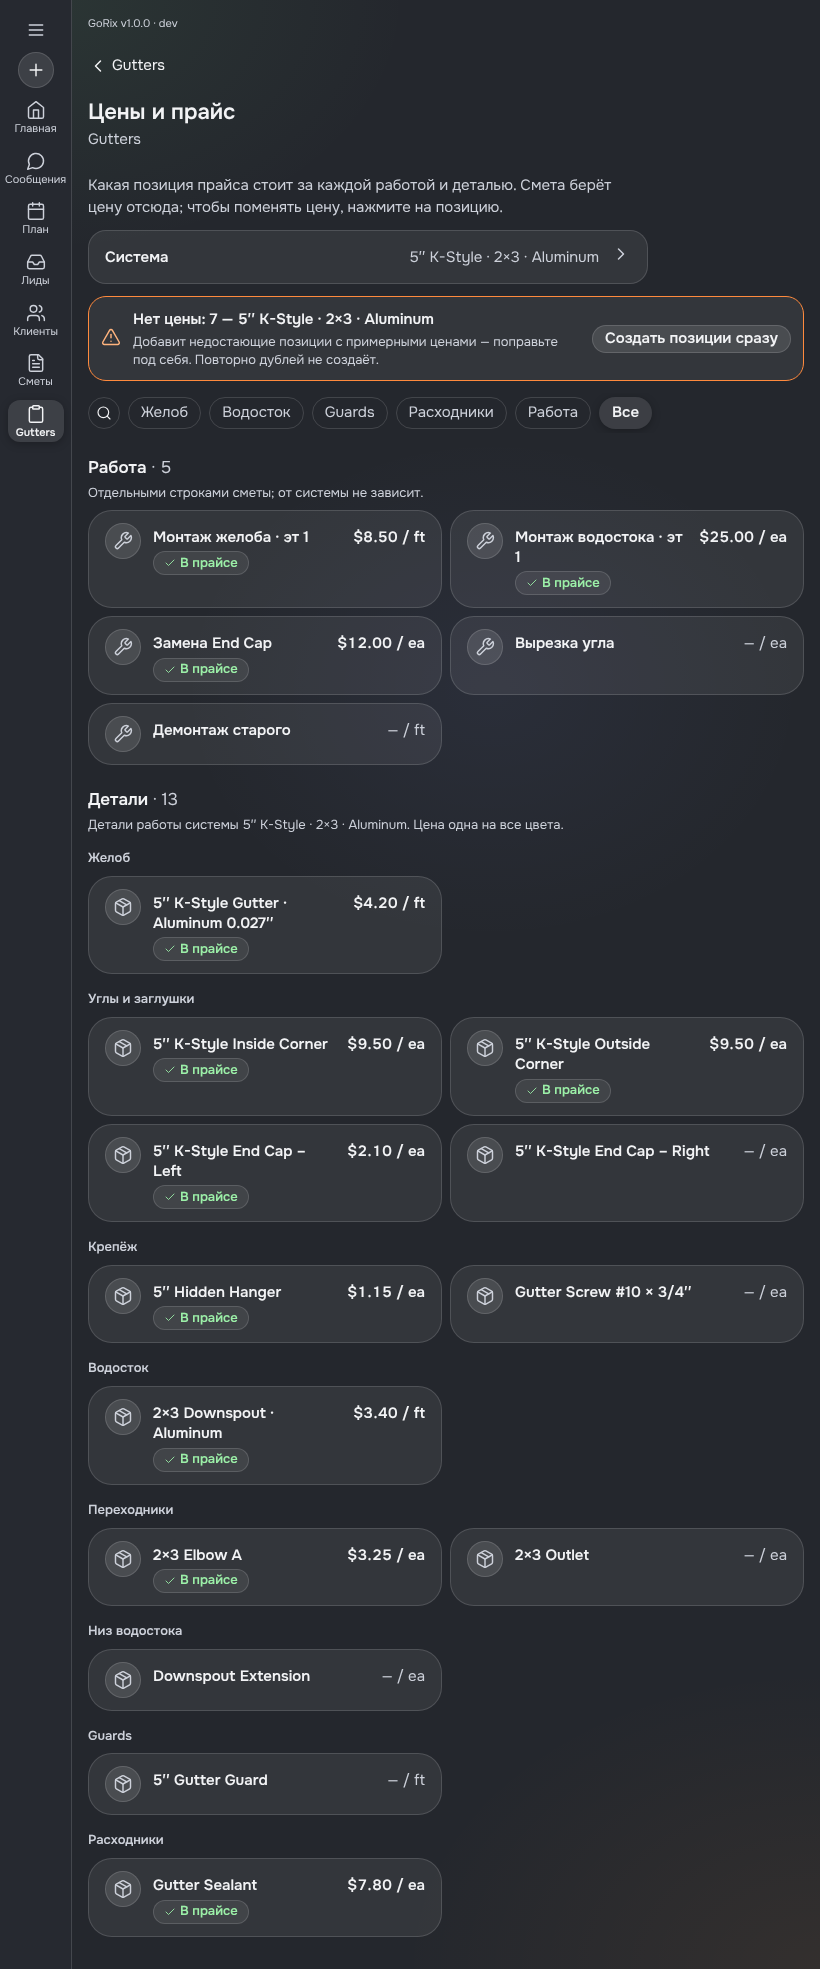 GoRix v1.0.0 · dev
Gutters
Главная
Сообщения
План
Лиды
Клиенты
Сметы
Gutters
Цены и прайс
Gutters
Какая позиция прайса стоит за каждой работой и деталью. Смета берёт
цену отсюда; чтобы поменять цену, нажмите на позицию.
Система 5″ K-Style · 2×3 · Aluminum
Нет цены: 7 — 5″ K-Style · 2×3 · Aluminum
Добавит недостающие позиции с примерными ценами — поправьте
под себя. Повторно дублей не создаёт.
Создать позиции сразу
Желоб Водосток Guards Расходники Работа Все
Работа · 5
Отдельными строками сметы; от системы не зависит.
Монтаж желоба · эт 1 $8.50 / ft
В прайсе
Монтаж водостока · эт $25.00 / ea
1
В прайсе
Замена End Cap $12.00 / ea
В прайсе
Вырезка угла — / ea
Демонтаж старого — / ft
Детали · 13
Детали работы системы 5″ K-Style · 2×3 · Aluminum. Цена одна на все цвета.
Желоб
5″ K-Style Gutter · $4.20 / ft
Aluminum 0.027″
В прайсе
Углы и заглушки
5″ K-Style Inside Corner $9.50 / ea
В прайсе
5″ K-Style Outside $9.50 / ea
Corner
В прайсе
5″ K-Style End Cap – $2.10 / ea
Left
В прайсе
5″ K-Style End Cap – Right — / ea
Крепёж
5″ Hidden Hanger $1.15 / ea
В прайсе
Gutter Screw #10 × 3/4″ — / ea
Водосток
2×3 Downspout · $3.40 / ft
Aluminum
В прайсе
Переходники
2×3 Elbow A $3.25 / ea
В прайсе
2×3 Outlet — / ea
Низ водостока
Downspout Extension — / ea
Guards
5″ Gutter Guard — / ft
Расходники
Gutter Sealant $7.80 / ea
В прайсе